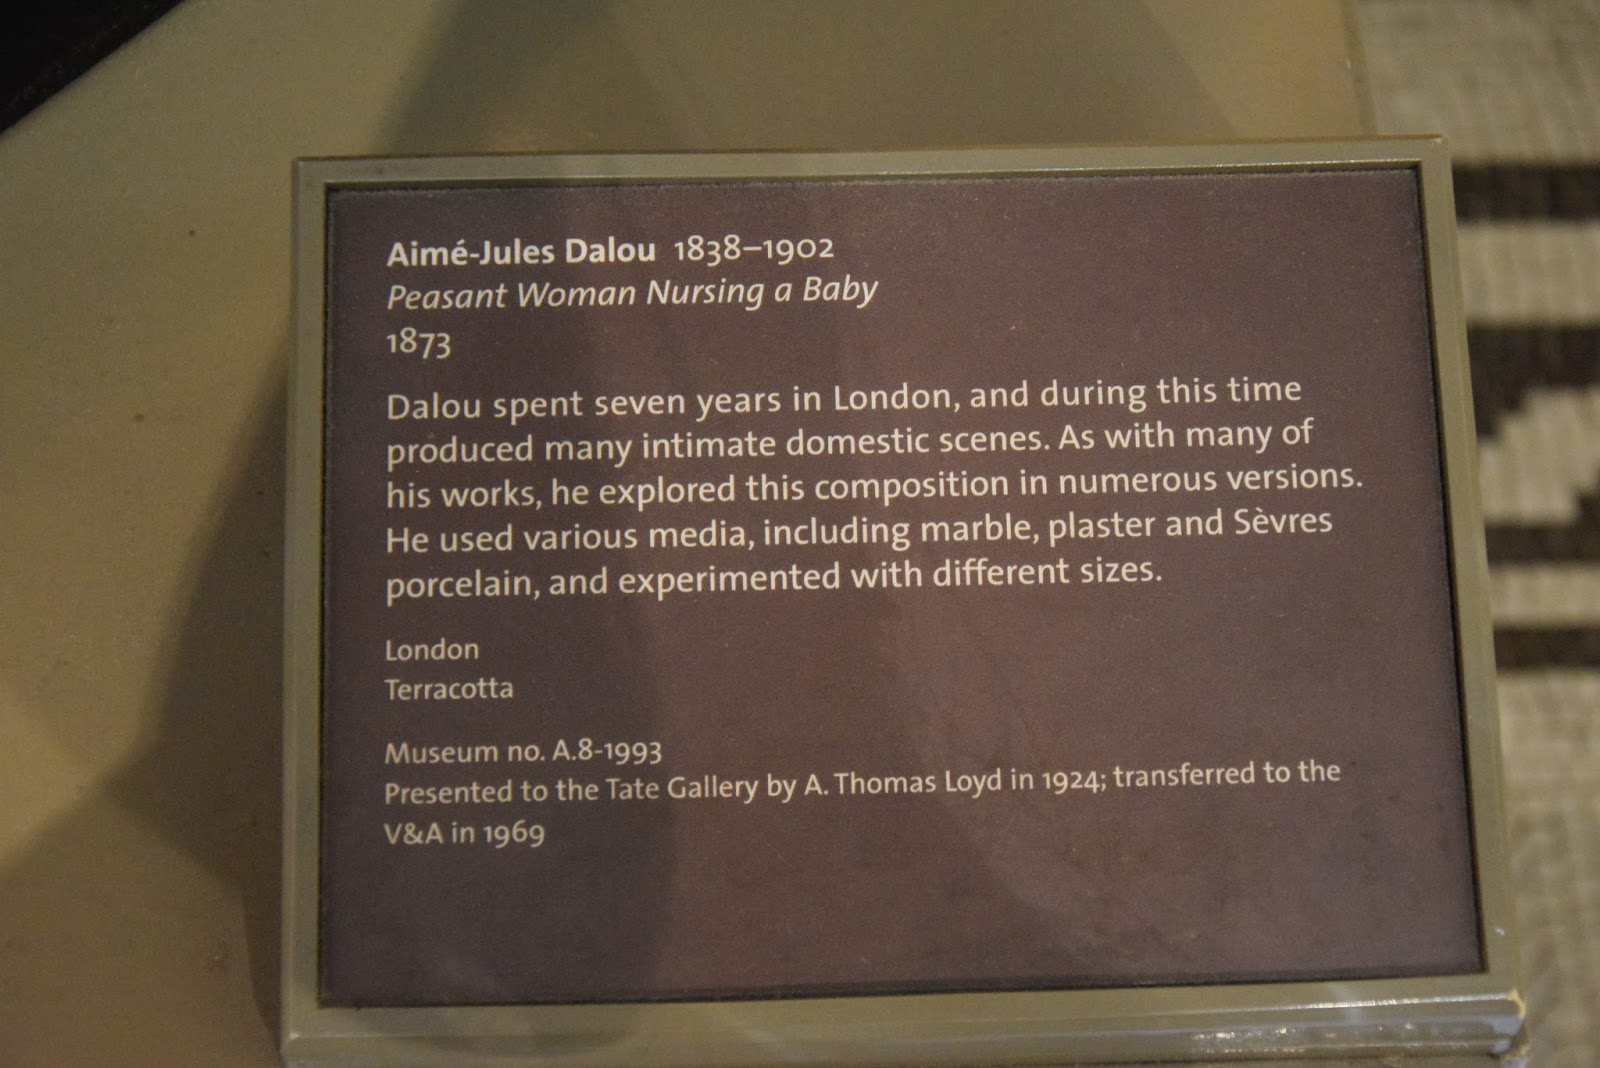 Aimé-Jules Dalou 1838–1902
Peasant Woman Nursing a Baby
1873
Dalou spent seven years in London, and during this time
produced many intimate domestic scenes. As with many of
his works, he explored this composition in numerous versions.
He used various media, including marble, plaster and Sèvres
porcelain, and experimented with different sizes.
London
Terracotta
Museum no. A.8-1993
Presented to the Tate Gallery by A. Thomas Loyd in 1924; transferred to the
V&A in 1969